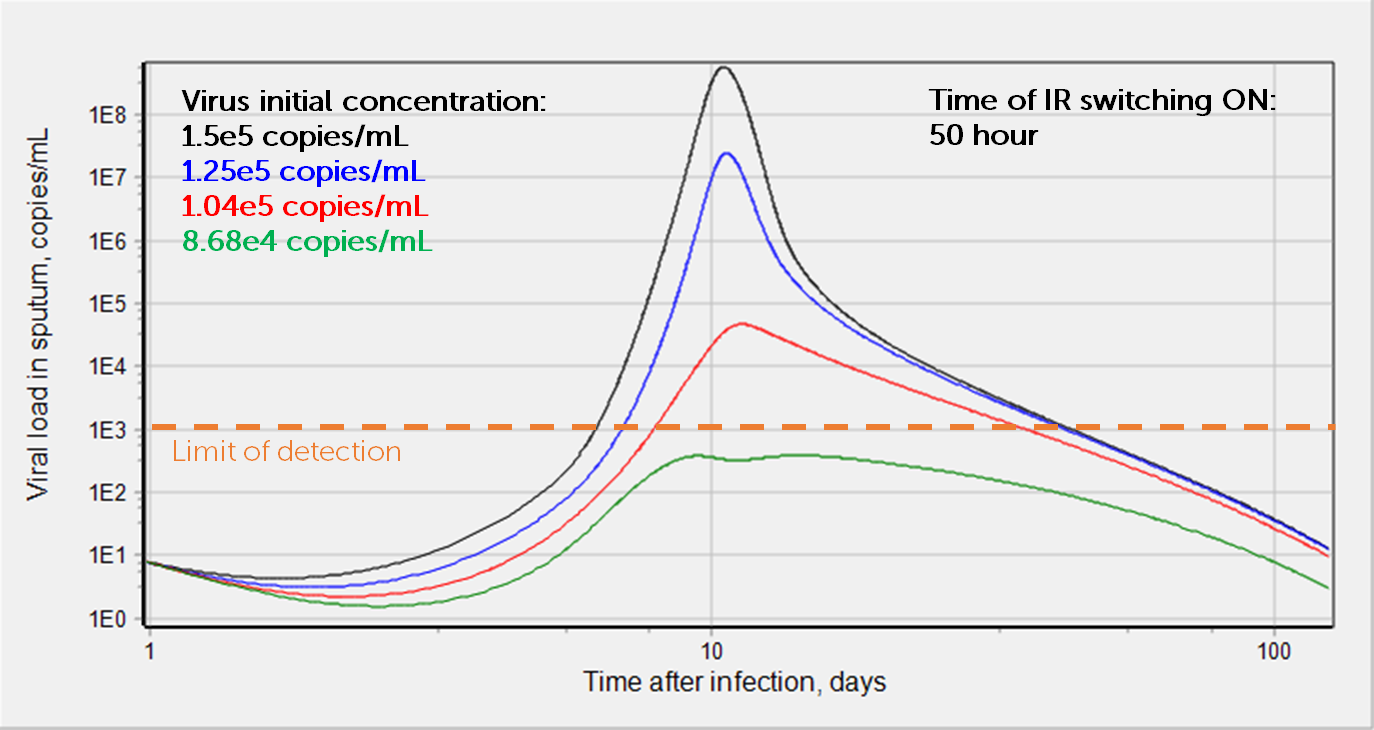 Virus initial concentration:
1.5e5 copies/mL
1.25e5 copies/mL
1.04e5 copies/mL
8.68e4 copies/mL
Time of IR switching ON:
50 hour
Viral load in sputum, copies/mL
1E8
1E7
1E6
1E5
1E4
1E3
1E2
1E1
1E0
Limit of detection
1
10
100
Time after infection, days